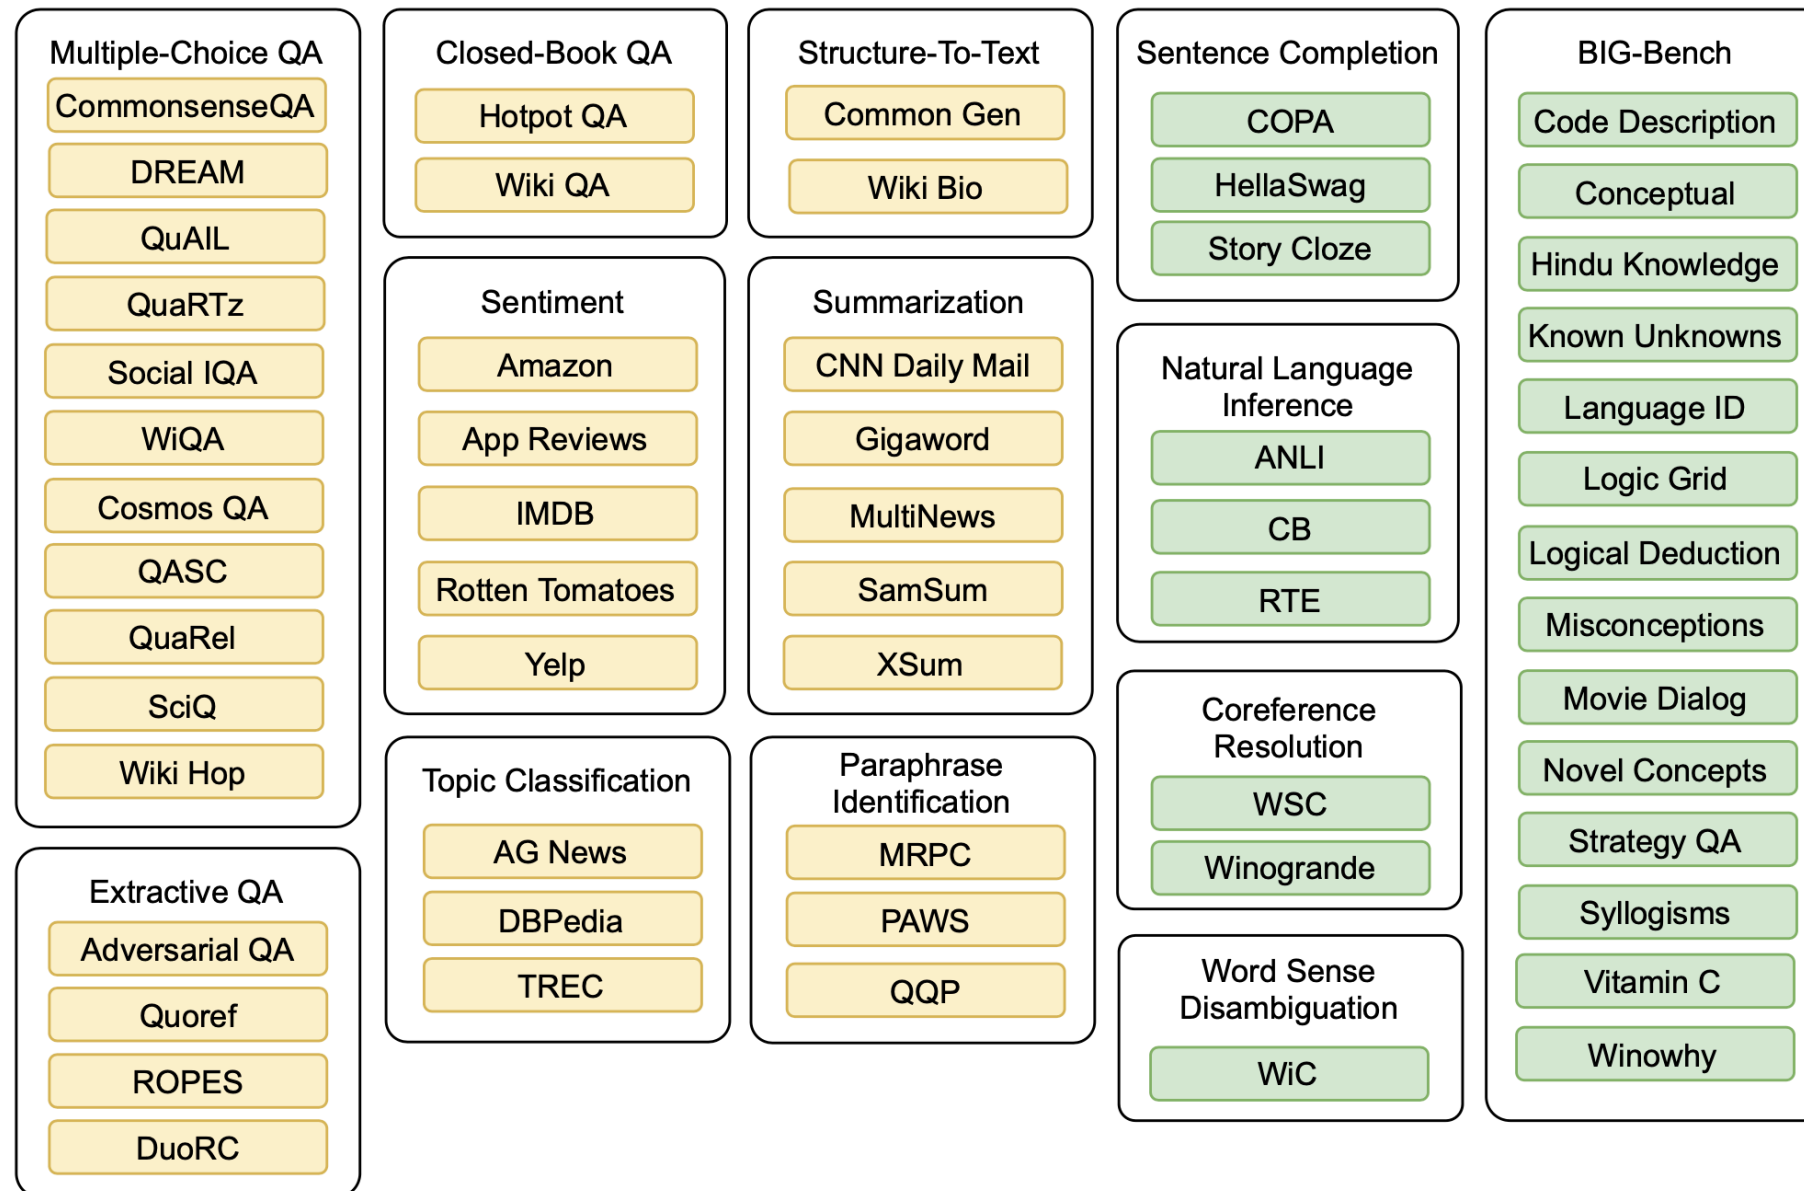 Multiple-Choice QA
CommonsenseQA
DREAM
QuAIL
QuaRTz
Social IQA
WiQA
Cosmos QA
QASC
QuaRel
SciQ
Wiki Hop
Extractive QA
Adversarial QA
Quoref
ROPES
DuoRC
Closed-Book QA
Hotpot QA
Wiki QA
Sentiment
Amazon
App Reviews
IMDB
Rotten Tomatoes
Yelp
Topic Classification
AG News
DBPedia
TREC
Structure-To-Text
Common Gen
Wiki Bio
Summarization
CNN Daily Mail
Gigaword
MultiNews
SamSum
XSum
Paraphrase
Identification
MRPC
PAWS
QQP
Sentence Completion
COPA
HellaSwag
Story Cloze
Natural Language
Inference
ANLI
CB
RTE
Coreference
Resolution
WSC
Winogrande
Word Sense
Disambiguation
WiC
BIG-Bench
Code Description
Conceptual
Hindu Knowledge
Known Unknowns
Language ID
Logic Grid
Logical Deduction
Misconceptions
Movie Dialog
Novel Concepts
Strategy QA
Syllogisms
Vitamin C
Winowhy